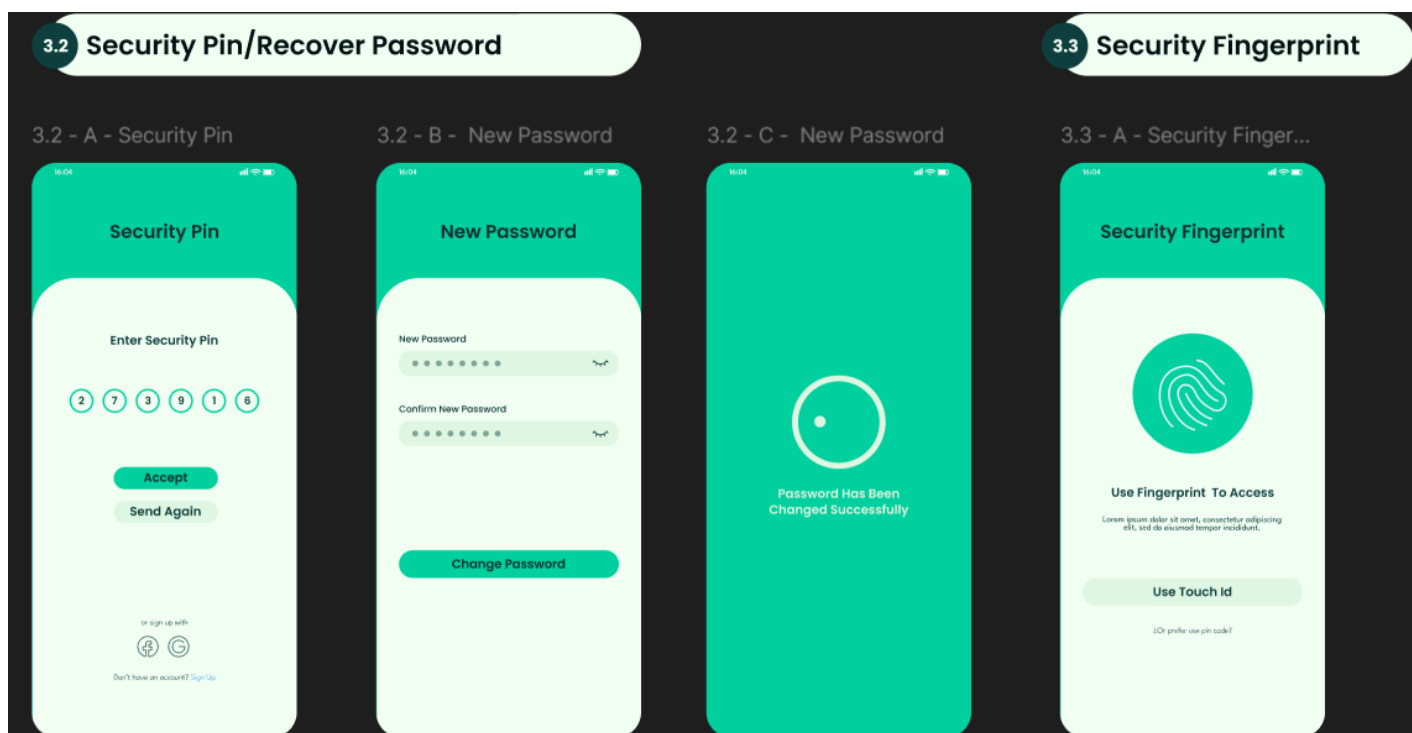 3.2 Security Pin/Recover Password
3.3 Security Fingerprint
3.2 - A - Security Pin
3.2 - B - New Password
3.2 - C - New Password
3.3 - A - Security Finger...
16:04
Security Pin
Enter Security Pin
2 7 3 9 1 6
Accept
Send Again
or sign up with
Don't have an account? Sign Up
16:04
New Password
New Password
Confirm New Password
Change Password
16:04
Password Has Been
Changed Successfully
16:04
Security Fingerprint
Use Fingerprint To Access
Lorem ipsum dolor sit amet, consectetur adipiscing
elit, sed do eiusmod tempor incididunt.
Use Touch Id
¿Or prefer use pin code?